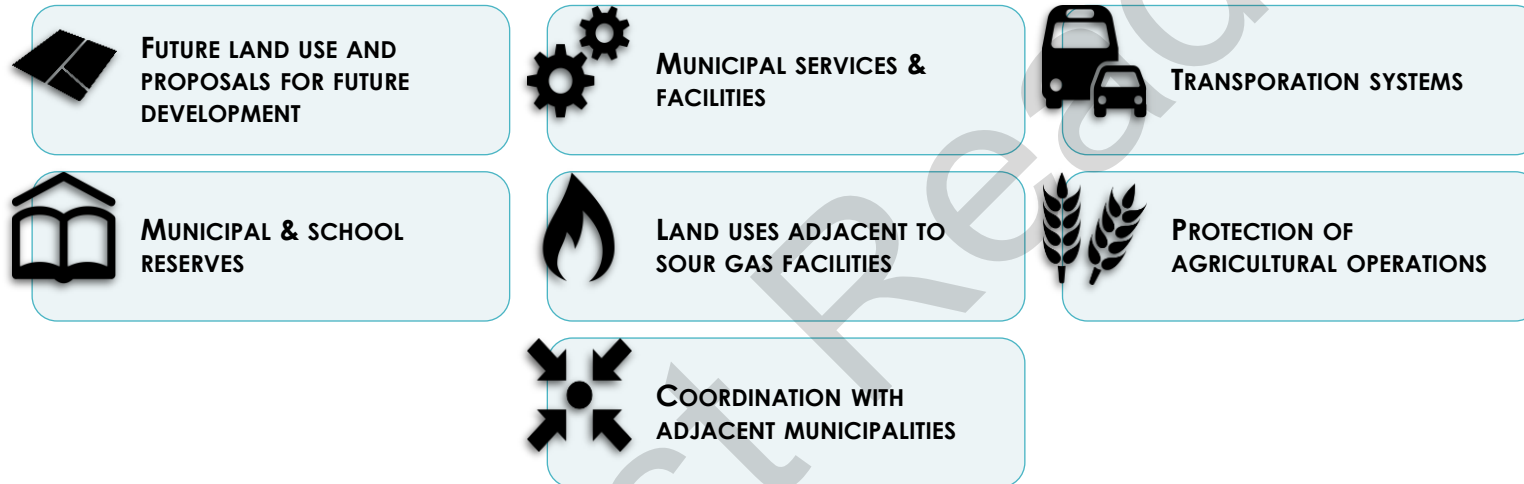 FUTURE LAND USE AND
PROPOSALS FOR FUTURE
DEVELOPMENT
MUNICIPAL SERVICES &
FACILITIES
TRANSPORATION SYSTEMS
MUNICIPAL & SCHOOL
RESERVES
LAND USES ADJACENT TO
SOUR GAS FACILITIES
PROTECTION OF
AGRICULTURAL OPERATIONS
COORDINATION WITH
ADJACENT MUNICIPALITIES